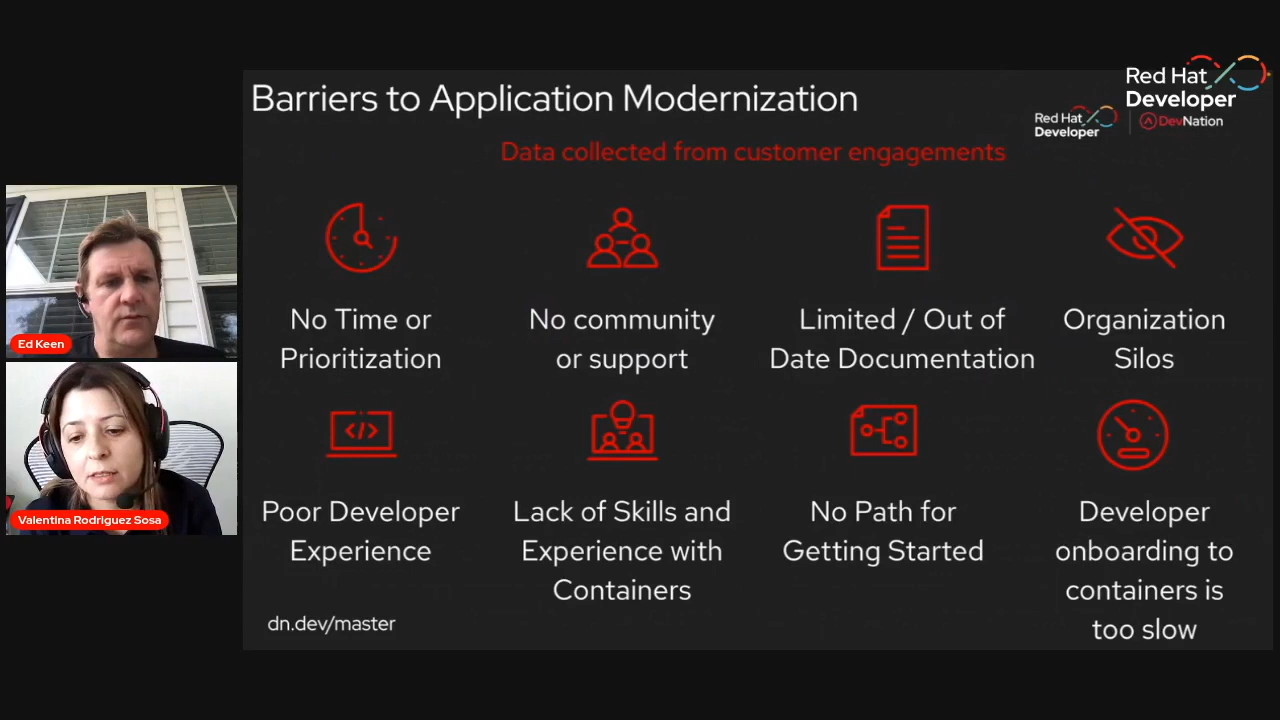 Red Hat
Developer
Barriers to Application Modernization
Red Hat
Developer
DevNation
Data collected from customer engagements
No Time or
Prioritization
No community
or support
Limited / Out of
Date Documentation
Organization
Silos
</>
Poor Developer
Experience
Lack of Skills and
Experience with
Containers
No Path for
Getting Started
Developer
onboarding to
containers is
too slow
dn.dev/master
Ed Keen
Valentina Rodriguez Sosa